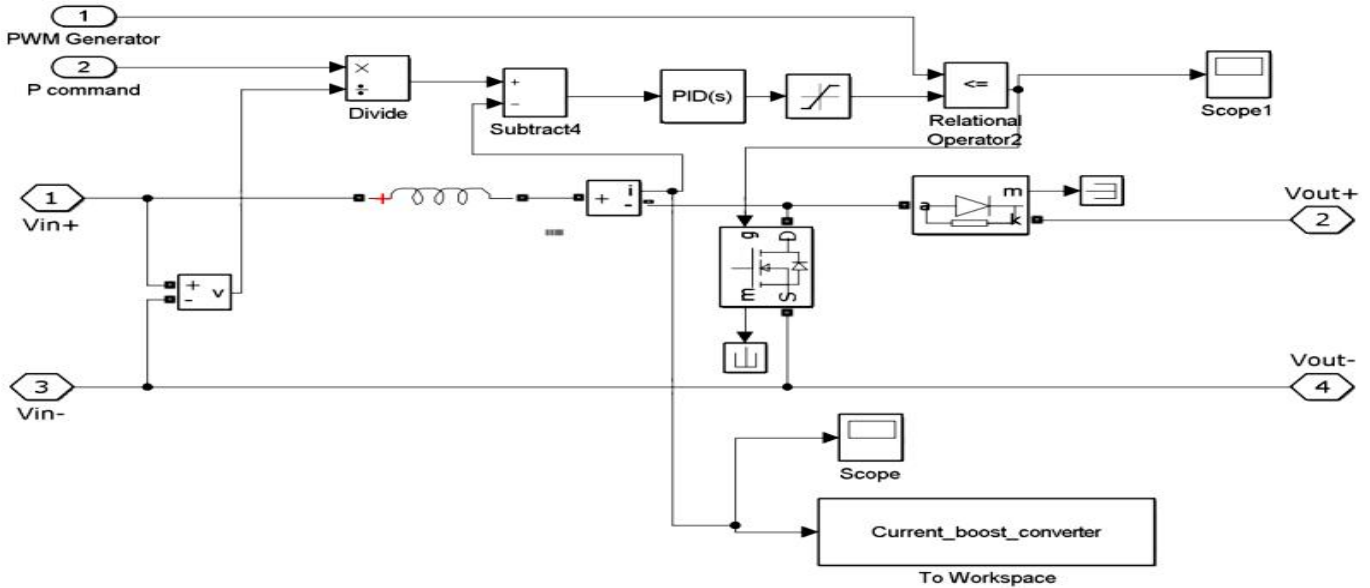 1
PWM Generator
2
P command
×
÷
Divide
+
−
Subtract4
PID(s)
<=
Relational
Operator2
Scope1
1
Vin+
+
+
i
-
a
m
k
Vout+
2
+
-
v
g
D
m
S
3
Vin-
Vout-
4
Scope
Current_boost_converter
To Workspace